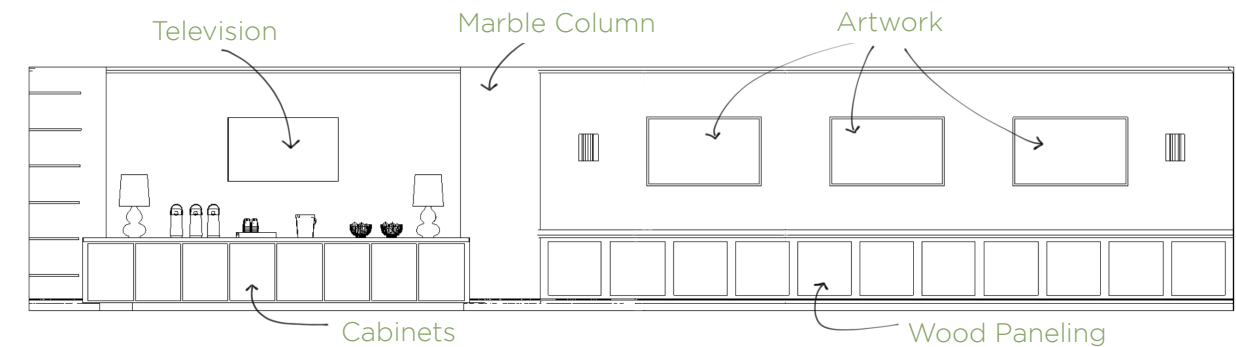 Television
Marble Column
Artwork
Cabinets
Wood Paneling